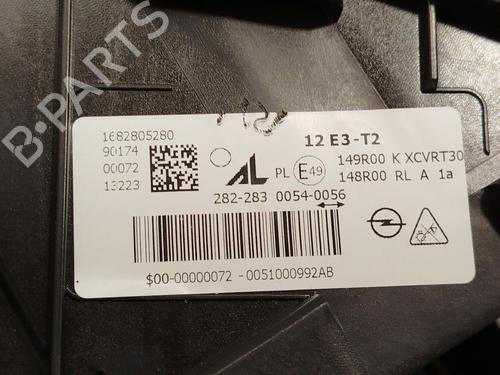 B-PARTS
1682805280
90174
00072
13223
12 E3-T2
AL PL E49
149R00 K XCVRT30
148R00 RL A 1a
282-283 0054-0056
$00-00000072 -0051000992AB